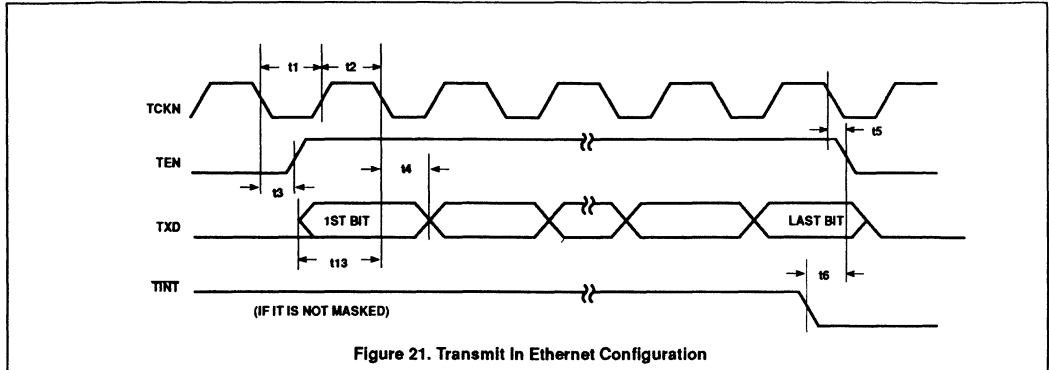 t1
t2
TCKN
t5
TEN
t3
t4
TXD
1ST BIT
LAST BIT
t13
t6
TINT
(IF IT IS NOT MASKED)
Figure 21. Transmit in Ethernet Configuration